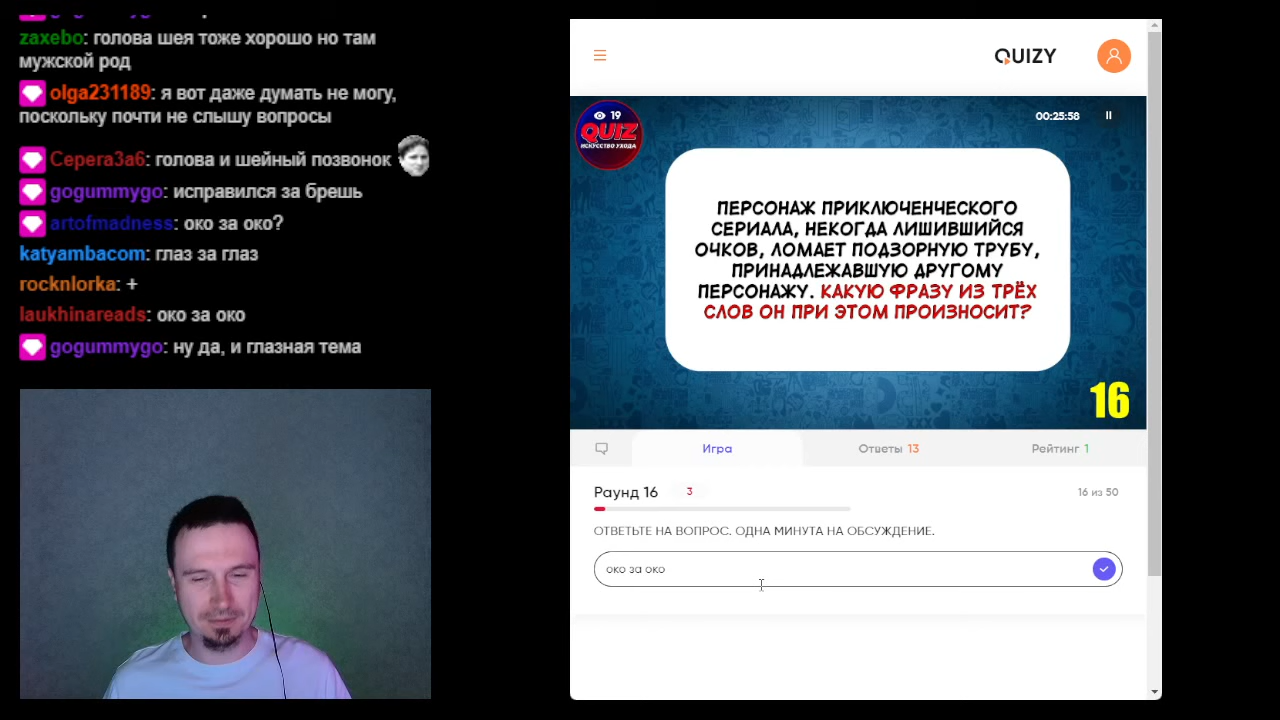 zaxebo: голова шея тоже хорошо но там
мужской род
olga231189: я вот даже думать не могу,
поскольку почти не слышу вопросы
Серега3а6: голова и шейный позвонок
gogummygo: исправился за брешь
artofmadness: око за око?
katyambacom: глаз за глаз
rocknlorka: +
laukhinareads: око за око
gogummygo: ну да, и глазная тема
QUIZY
19
QUIZ
ИСКУССТВО УХОДА
00:25:58
ПЕРСОНАЖ ПРИКЛЮЧЕНЧЕСКОГО
СЕРИАЛА, НЕКОГДА ЛИШИВШИЙСЯ
ОЧКОВ, ЛОМАЕТ ПОДЗОРНУЮ ТРУБУ,
ПРИНАДЛЕЖАВШУЮ ДРУГОМУ
ПЕРСОНАЖУ. КАКУЮ ФРАЗУ ИЗ ТРЁХ
СЛОВ ОН ПРИ ЭТОМ ПРОИЗНОСИТ?
16
Игра
Ответы 13
Рейтинг 1
Раунд 16
3
16 из 50
ОТВЕТЬТЕ НА ВОПРОС. ОДНА МИНУТА НА ОБСУЖДЕНИЕ.
око за око